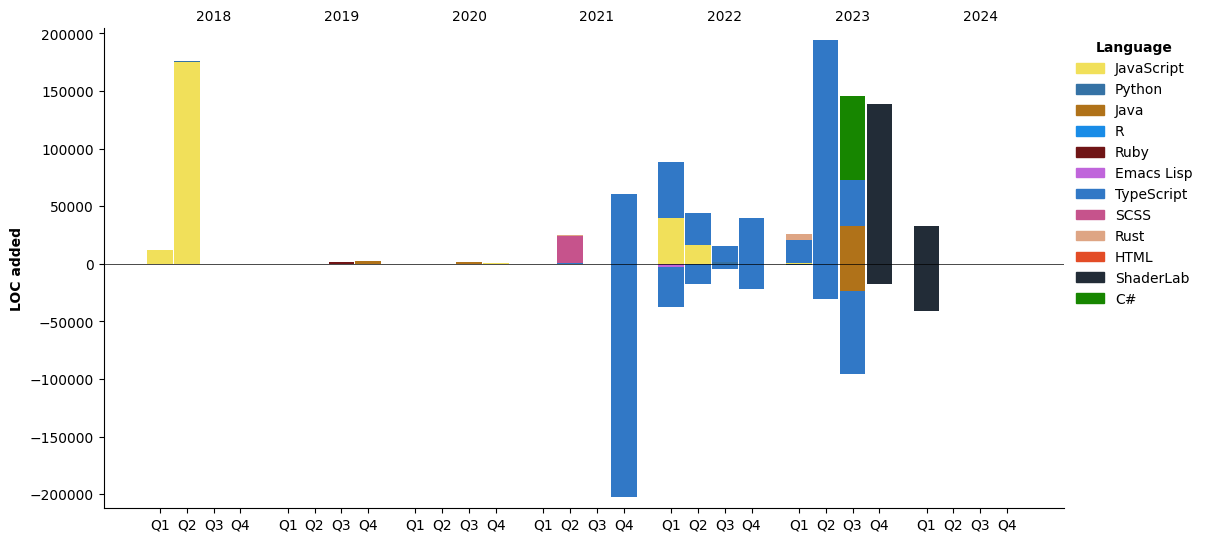 2018 2019 2020 2021 2022 2023 2024
200000
150000
100000
50000
0
−50000
−100000
−150000
−200000
LOC added
Q1 Q2 Q3 Q4 Q1 Q2 Q3 Q4 Q1 Q2 Q3 Q4 Q1 Q2 Q3 Q4 Q1 Q2 Q3 Q4 Q1 Q2 Q3 Q4 Q1 Q2 Q3 Q4
Language
JavaScript
Python
Java
R
Ruby
Emacs Lisp
TypeScript
SCSS
Rust
HTML
ShaderLab
C#